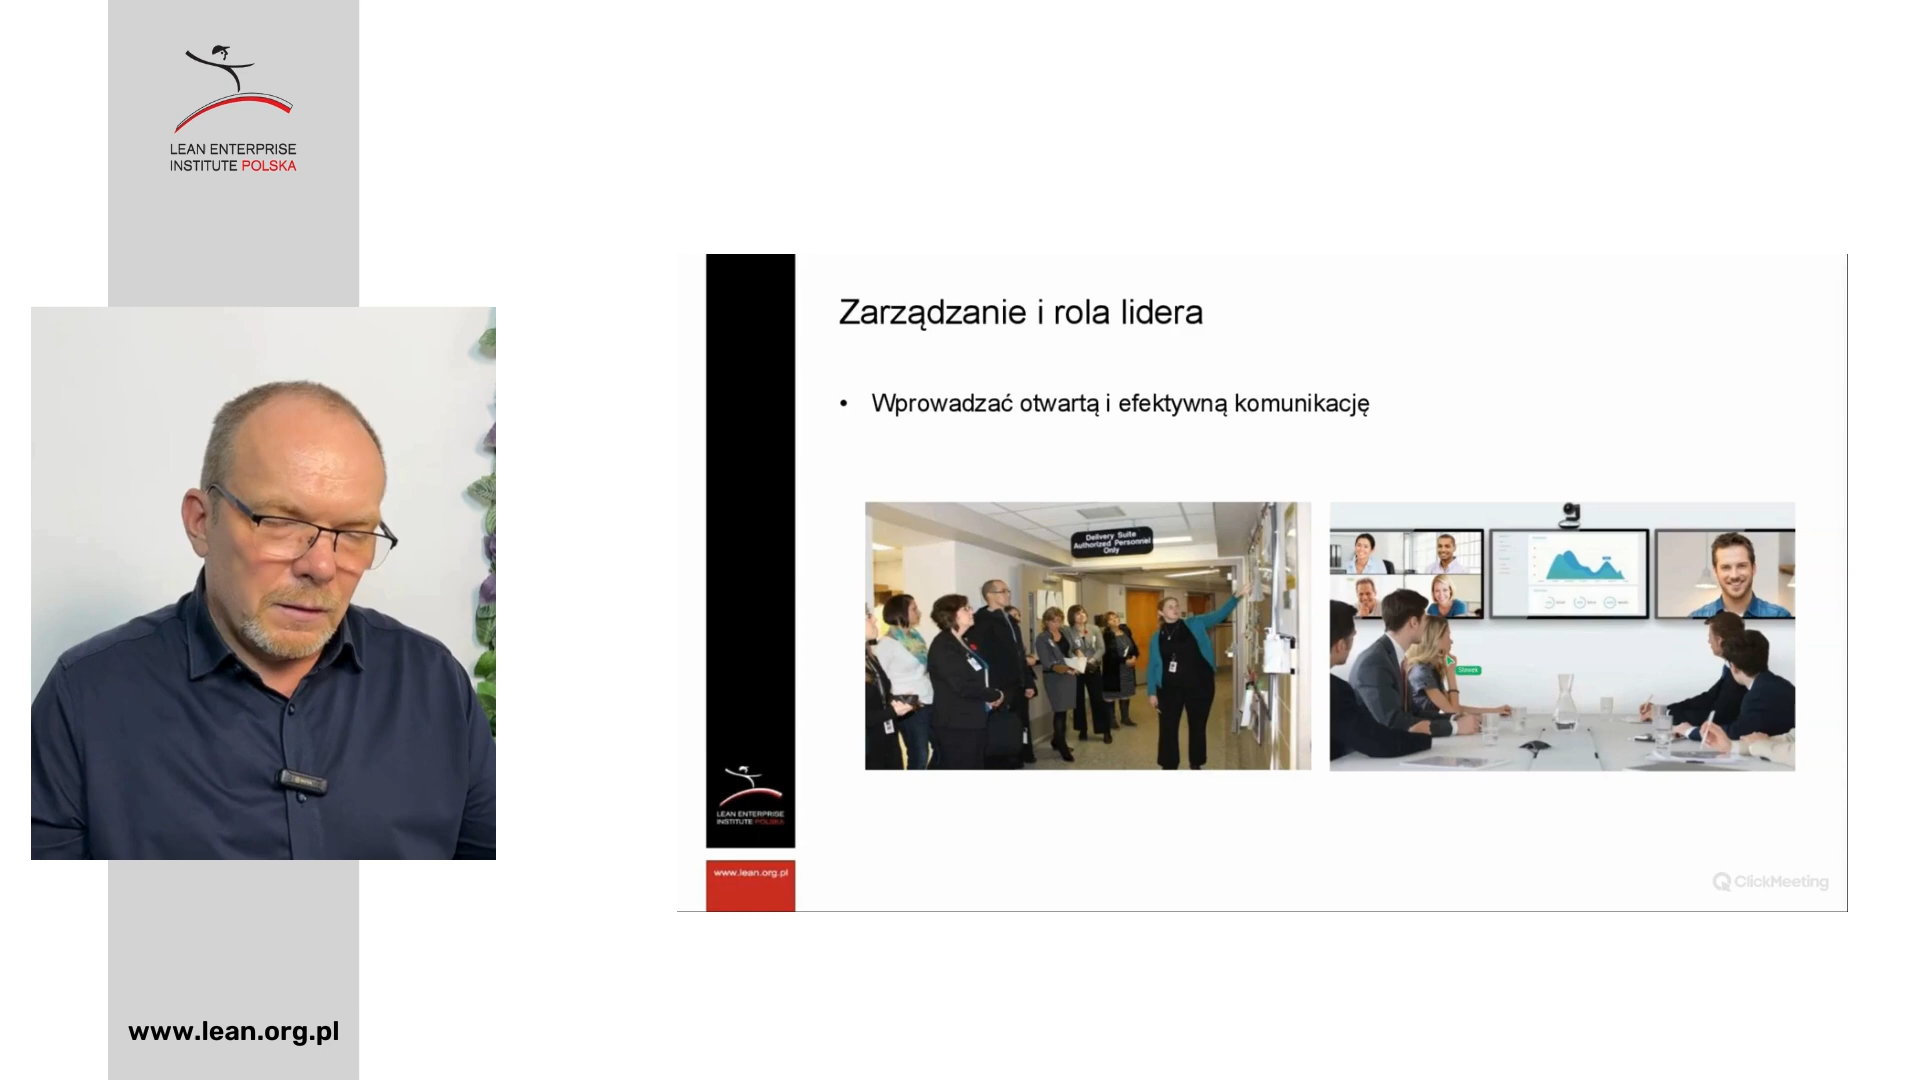 LEAN ENTERPRISE
INSTITUTE POLSKA
Zarządzanie i rola lidera
• Wprowadzać otwartą i efektywną komunikację
Delivery Suite
Authorized Personnel
Only
Sławek
LEAN ENTERPRISE
INSTITUTE POLSKA
www.lean.org.pl
ClickMeeting
www.lean.org.pl